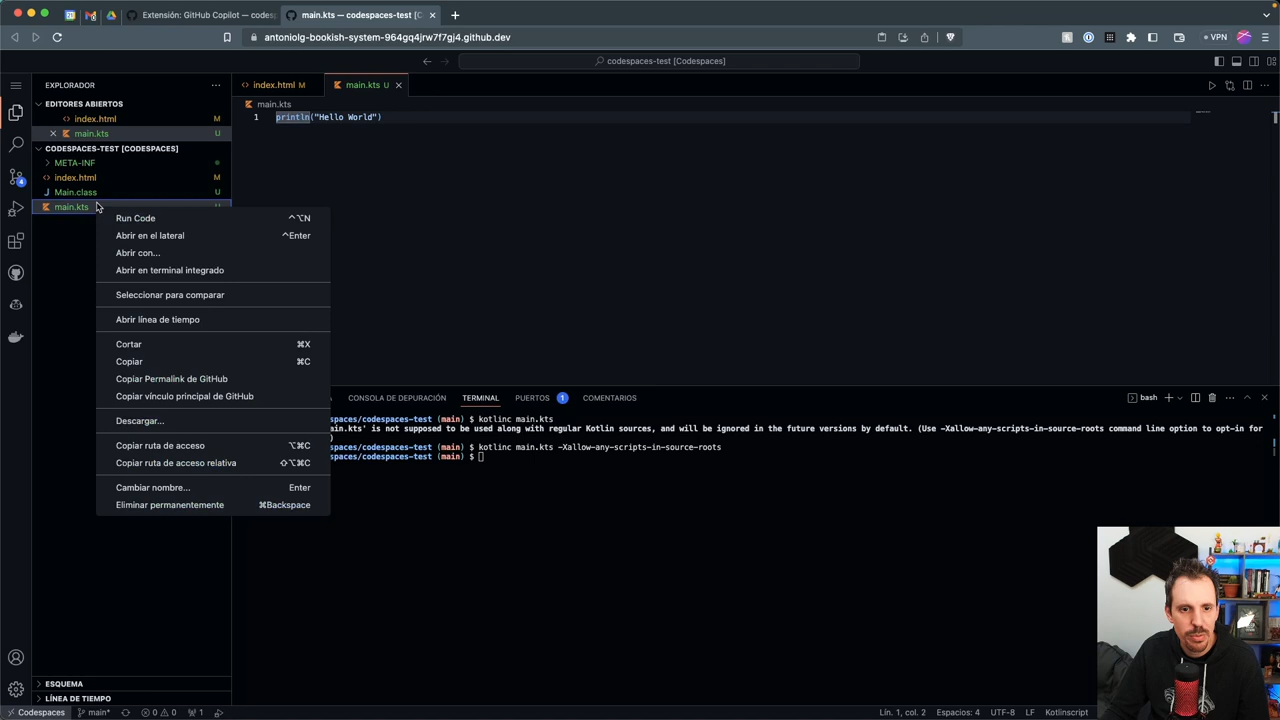 Extensión: GitHub Copilot — codesp
main.kts — codespaces-test [C
antoniolg-bookish-system-964gq4jrw7f7gj4.github.dev
VPN
codespaces-test [Codespaces]
EXPLORADOR
index.html M
main.kts U
EDITORES ABIERTOS
index.html M
main.kts U
main.kts
1 println("Hello World")
CODESPACES-TEST [CODESPACES]
META-INF
index.html M
Main.class U
main.kts
4
Run Code ^⌥N
Abrir en el lateral ^Enter
Abrir con...
Abrir en terminal integrado
Seleccionar para comparar
Abrir línea de tiempo
Cortar ⌘X
Copiar ⌘C
Copiar Permalink de GitHub
Copiar vínculo principal de GitHub
Descargar...
Copiar ruta de acceso ⌥⌘C
Copiar ruta de acceso relativa ⇧⌥⌘C
Cambiar nombre... Enter
Eliminar permanentemente ⌘Backspace
CONSOLA DE DEPURACIÓN TERMINAL PUERTOS 1 COMENTARIOS
bash
spaces/codespaces-test (main) $ kotlinc main.kts
ain.kts' is not supposed to be used along with regular Kotlin sources, and will be ignored in the future versions by default. (Use -Xallow-any-scripts-in-source-roots command line option to opt-in for
)
spaces/codespaces-test (main) $ kotlinc main.kts -Xallow-any-scripts-in-source-roots
spaces/codespaces-test (main) $
ESQUEMA
LÍNEA DE TIEMPO
Codespaces main* 0 0 1
Lín. 1, col. 2 Espacios: 4 UTF-8 LF Kotlinscript